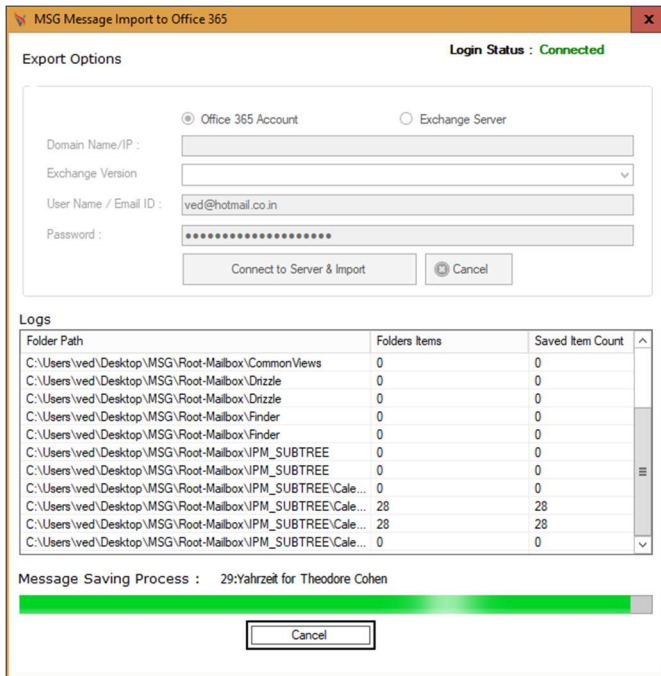 MSG Message Import to Office 365
x
Login Status : Connected
Export Options
Office 365 Account Exchange Server
Domain Name/IP :
Exchange Version
User Name / Email ID : ved@hotmail.co.in
Password : ••••••••••••••••••••
Connect to Server & Import Cancel
Logs
Folder Path Folders Items Saved Item Count
C:\Users\ved\Desktop\MSG\Root-Mailbox\CommonViews 0 0
C:\Users\ved\Desktop\MSG\Root-Mailbox\Drizzle 0 0
C:\Users\ved\Desktop\MSG\Root-Mailbox\Drizzle 0 0
C:\Users\ved\Desktop\MSG\Root-Mailbox\Finder 0 0
C:\Users\ved\Desktop\MSG\Root-Mailbox\Finder 0 0
C:\Users\ved\Desktop\MSG\Root-Mailbox\IPM_SUBTREE 0 0
C:\Users\ved\Desktop\MSG\Root-Mailbox\IPM_SUBTREE 0 0
C:\Users\ved\Desktop\MSG\Root-Mailbox\IPM_SUBTREE\Cale... 0 0
C:\Users\ved\Desktop\MSG\Root-Mailbox\IPM_SUBTREE\Cale... 28 28
C:\Users\ved\Desktop\MSG\Root-Mailbox\IPM_SUBTREE\Cale... 28 28
C:\Users\ved\Desktop\MSG\Root-Mailbox\IPM_SUBTREE\Cale... 0 0
Message Saving Process : 29:Yahrzeit for Theodore Cohen
Cancel